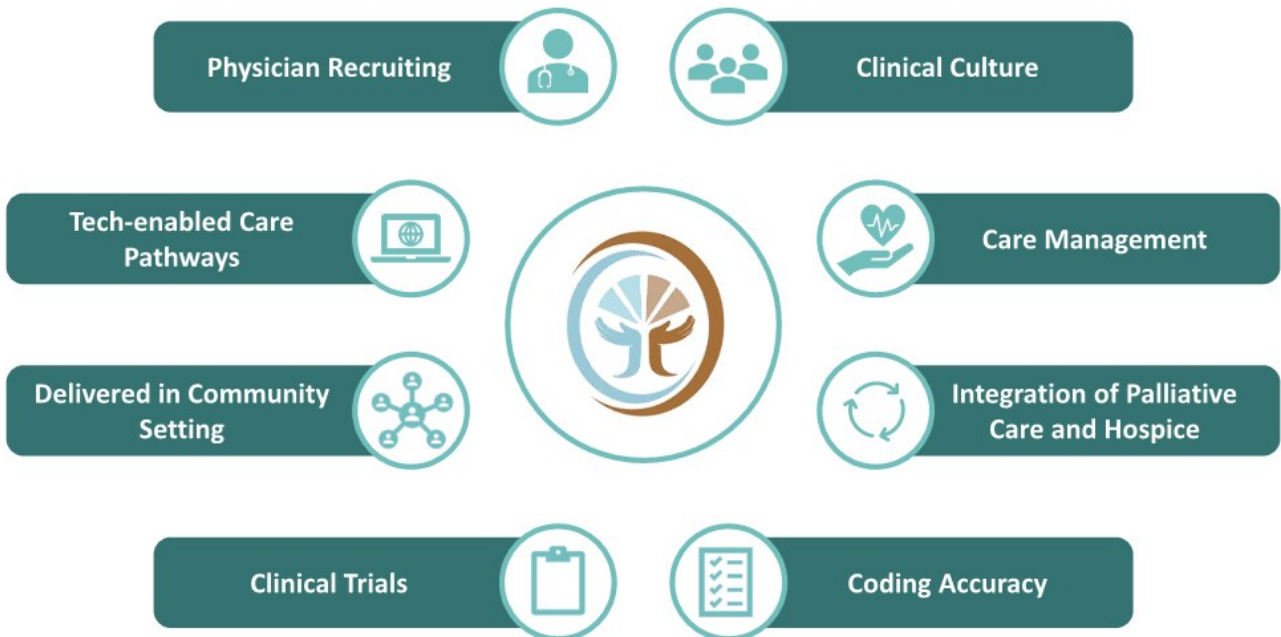 Physician Recruiting
Clinical Culture
Tech-enabled Care
Pathways
Care Management
Delivered in Community
Setting
Integration of Palliative
Care and Hospice
Clinical Trials
Coding Accuracy